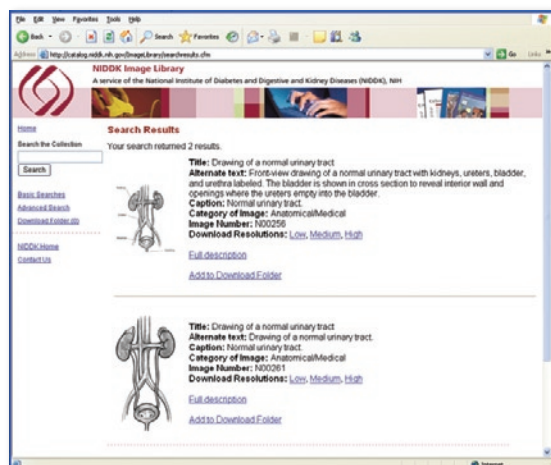 File Edit View Favorites Tools Help
Back Search Favorites
Address http://catalog.niddk.nih.gov/ImageLibrary/searchresults.cfm Go Links »
NIDDK Image Library
A service of the National Institute of Diabetes and Digestive and Kidney Diseases (NIDDK), NIH
Home
Search the Collection
Search
Basic Searches
Advanced Search
Download Folder (0)
NIDDK Home
Contact Us
Search Results
Your search returned 2 results.
Title: Drawing of a normal urinary tract
Alternate text: Front-view drawing of a normal urinary tract with kidneys, ureters, bladder,
and urethra labeled. The bladder is shown in cross section to reveal interior wall and
openings where the ureters empty into the bladder.
Caption: Normal urinary tract.
Category of Image: Anatomical/Medical
Image Number: N00256
Download Resolutions: Low, Medium, High
Full description
Add to Download Folder
Title: Drawing of a normal urinary tract
Alternate text: Drawing of a normal urinary tract.
Caption: Normal urinary tract.
Category of Image: Anatomical/Medical
Image Number: N00261
Download Resolutions: Low, Medium, High
Full description
Add to Download Folder
Internet